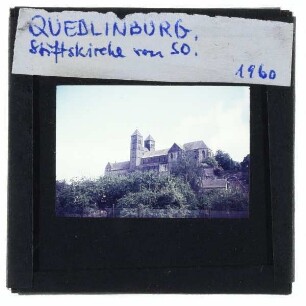 QUEDLINBURG.
Stiftskirche von SO.
1960